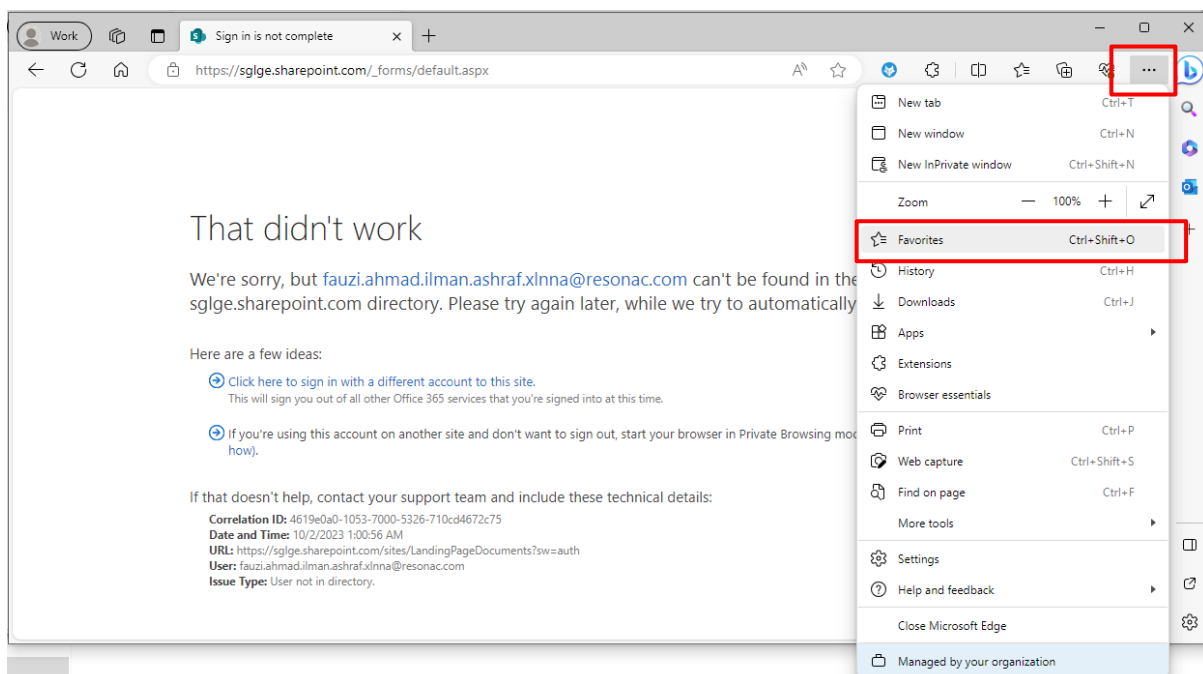 Work
Sign in is not complete
https://sglge.sharepoint.com/_forms/default.aspx
New tab Ctrl+T
New window Ctrl+N
New InPrivate window Ctrl+Shift+N
Zoom 100%
Favorites Ctrl+Shift+O
History Ctrl+H
Downloads Ctrl+J
Apps
Extensions
Browser essentials
Print Ctrl+P
Web capture Ctrl+Shift+S
Find on page Ctrl+F
More tools
Settings
Help and feedback
Close Microsoft Edge
Managed by your organization
That didn't work
We're sorry, but fauzi.ahmad.ilman.ashraf.xlnna@resonac.com can't be found in the
sglge.sharepoint.com directory. Please try again later, while we try to automatically
Here are a few ideas:
Click here to sign in with a different account to this site.
This will sign you out of all other Office 365 services that you're signed into at this time.
If you're using this account on another site and don't want to sign out, start your browser in Private Browsing
how).
If that doesn't help, contact your support team and include these technical details:
Correlation ID: 4619e0a0-1053-7000-5326-710cd4672c75
Date and Time: 10/2/2023 1:00:56 AM
URL: https://sglge.sharepoint.com/sites/LandingPageDocuments?sw=auth
User: fauzi.ahmad.ilman.ashraf.xlnna@resonac.com
Issue Type: User not in directory.